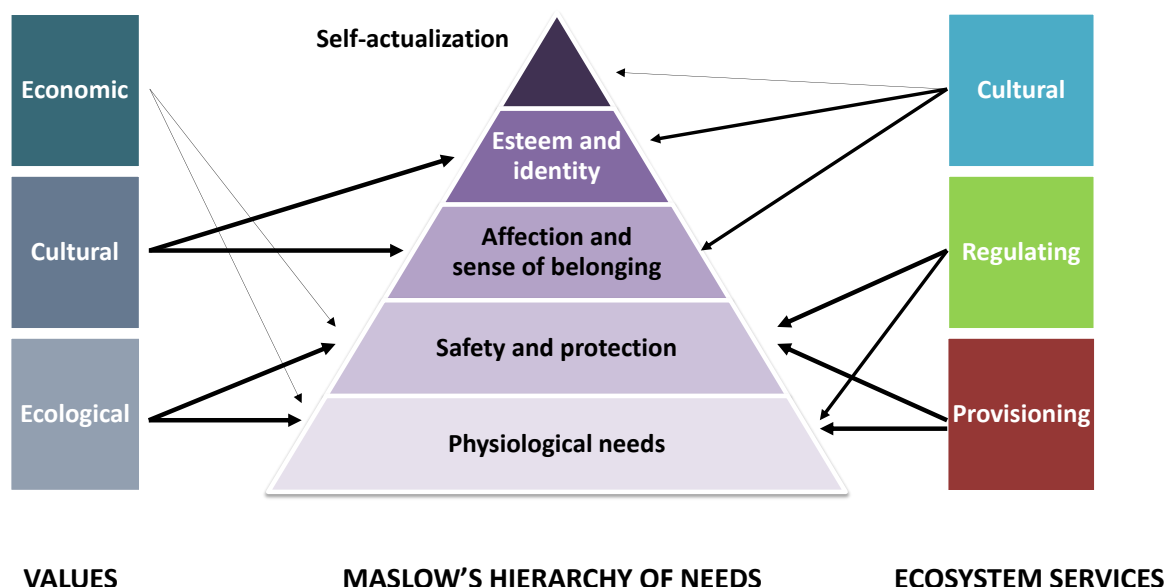 Self-actualization
Economic
Cultural
Ecological
Esteem and
identity
Affection and
sense of belonging
Safety and protection
Physiological needs
Cultural
Regulating
Provisioning
VALUES
MASLOW'S HIERARCHY OF NEEDS
ECOSYSTEM SERVICES